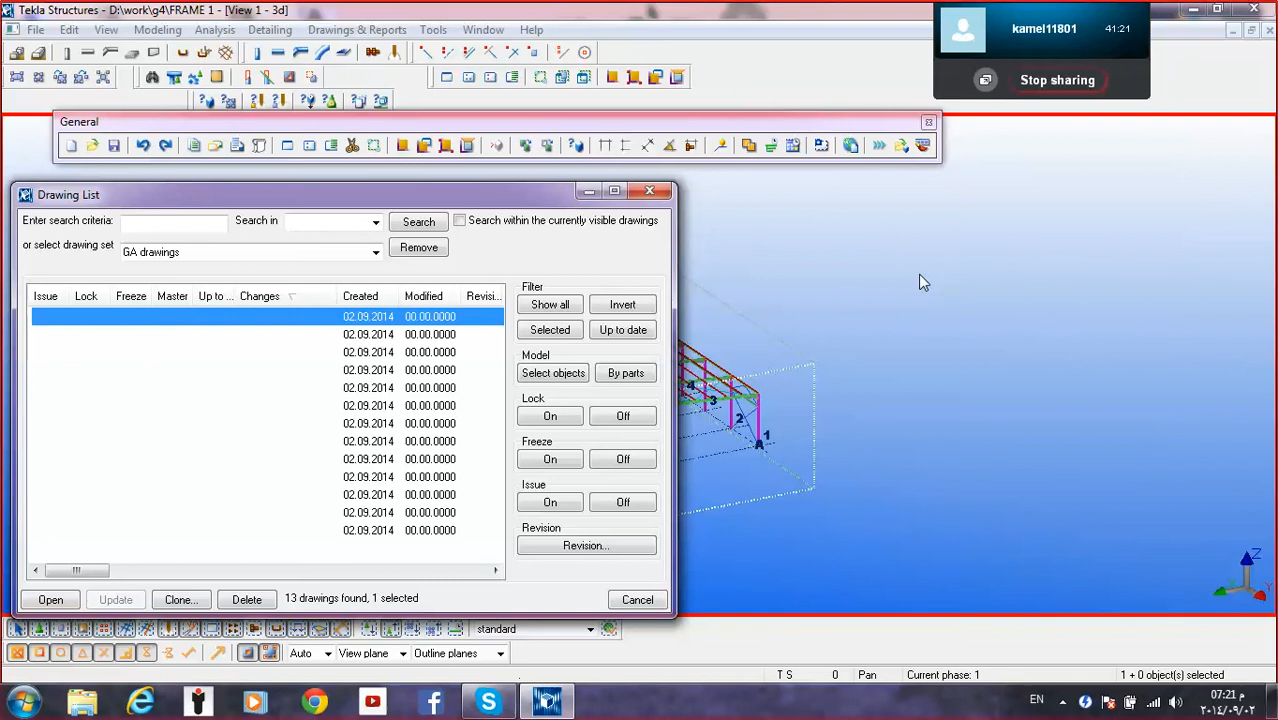 Tekla Structures - D:\work\g4\FRAME 1 - [View 1 - 3d]
File Edit View Modeling Analysis Detailing Drawings & Reports Tools Window Help
kamel11801 41:21
Stop sharing
General
Drawing List
Enter search criteria: Search in Search Search within the currently visible drawings
or select drawing set GA drawings Remove
Issue Lock Freeze Master Up to ... Changes Created Modified Revisi...
02.09.2014 00.00.0000
02.09.2014 00.00.0000
02.09.2014 00.00.0000
02.09.2014 00.00.0000
02.09.2014 00.00.0000
02.09.2014 00.00.0000
02.09.2014 00.00.0000
02.09.2014 00.00.0000
02.09.2014 00.00.0000
02.09.2014 00.00.0000
02.09.2014 00.00.0000
02.09.2014 00.00.0000
02.09.2014 00.00.0000
Filter
Show all Invert
Selected Up to date
Model
Select objects By parts
Lock
On Off
Freeze
On Off
Issue
On Off
Revision
Revision...
Open Update Clone... Delete 13 drawings found, 1 selected Cancel
4
3
2
1
A
Z
standard
Auto View plane Outline planes
T S 0 Pan Current phase: 1 1 + 0 object(s) selected
EN
07:21 م
٢٠١٤/٠٩/٠٢